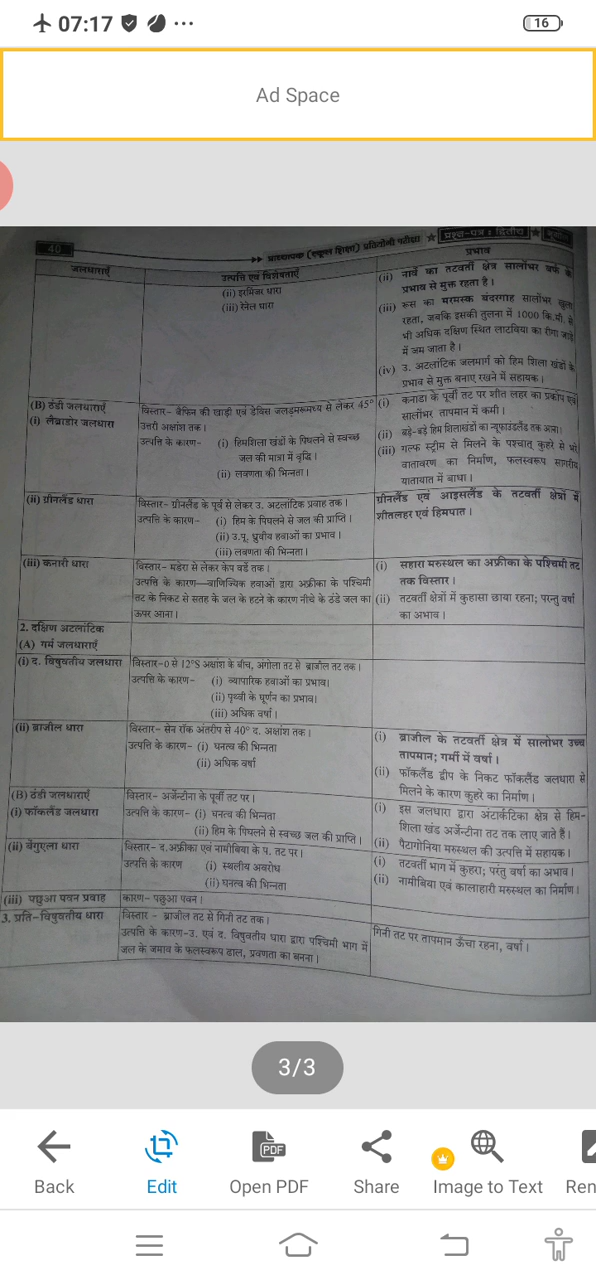 07:17
16
Ad Space
40
प्राध्यापक (स्कूल शिक्षा) प्रतियोगी परीक्षा ★ प्रश्न-पत्र : द्वितीय ★
जलधाराएँ
उत्पत्ति एवं विशेषताएँ
प्रभाव
(ii) इरमिंजर धारा
(iii) रेनेल धारा
(ii) नार्वे का तटवर्ती क्षेत्र सालोंभर बर्फ के
प्रभाव से मुक्त रहता है।
(iii) रूस का मरमस्क बंदरगाह सालोंभर खुला
रहता, जबकि इसकी तुलना में 1000 कि.मी. से
भी अधिक दक्षिण स्थित लाटविया का रीगा जाड़े
में जम जाता है।
(iv) उ. अटलांटिक जलमार्ग को हिम शिला खंडों के
प्रभाव से मुक्त बनाए रखने में सहायक।
(B) ठंडी जलधाराएँ
(i) लैब्राडोर जलधारा
विस्तार- बैफिन की खाड़ी एवं डेविस जलडमरूमध्य से लेकर 45°
उत्तरी अक्षांश तक।
उत्पत्ति के कारण- (i) हिमशिला खंडों के पिघलने से स्वच्छ
जल की मात्रा में वृद्धि।
(ii) लवणता की भिन्नता।
(i) कनाडा के पूर्वी तट पर शीत लहर का प्रकोप एवं
सालोंभर तापमान में कमी।
(ii) बड़े-बड़े हिम शिलाखंडों का न्यूफाउंडलैंड तक आना।
(iii) गल्फ स्ट्रीम से मिलने के पश्चात् कुहरे से भरे
वातावरण का निर्माण, फलस्वरूप सागरीय
यातायात में बाधा।
(ii) ग्रीनलैंड धारा
विस्तार- ग्रीनलैंड के पूर्व से लेकर उ. अटलांटिक प्रवाह तक।
उत्पत्ति के कारण- (i) हिम के पिघलने से जल की प्राप्ति।
(ii) उ.पू. ध्रुवीय हवाओं का प्रभाव।
(iii) लवणता की भिन्नता।
ग्रीनलैंड एवं आइसलैंड के तटवर्ती क्षेत्रों में
शीतलहर एवं हिमपात।
(iii) कनारी धारा
विस्तार- मडेरा से लेकर केप वर्डे तक।
उत्पत्ति के कारण—वाणिज्यिक हवाओं द्वारा अफ्रीका के पश्चिमी
तट के निकट से सतह के जल के हटने के कारण नीचे के ठंडे जल का
ऊपर आना।
(i) सहारा मरुस्थल का अफ्रीका के पश्चिमी तट
तक विस्तार।
(ii) तटवर्ती क्षेत्रों में कुहासा छाया रहना; परन्तु वर्षा
का अभाव।
2. दक्षिण अटलांटिक
(A) गर्म जलधाराएँ
(i) द. विषुवतीय जलधारा
विस्तार-0 से 12°S अक्षांश के बीच, अंगोला तट से ब्राजील तट तक।
उत्पत्ति के कारण- (i) व्यापारिक हवाओं का प्रभाव।
(ii) पृथ्वी के घूर्णन का प्रभाव।
(iii) अधिक वर्षा।
(ii) ब्राजील धारा
विस्तार- सेन रॉक अंतरीप से 40° द. अक्षांश तक।
उत्पत्ति के कारण- (i) घनत्व की भिन्नता
(ii) अधिक वर्षा
(i) ब्राजील के तटवर्ती क्षेत्र में सालोभर उच्च
तापमान; गर्मी में वर्षा।
(ii) फॉकलैंड द्वीप के निकट फॉकलैंड जलधारा से
मिलने के कारण कुहरे का निर्माण।
(B) ठंडी जलधाराएँ
(i) फॉकलैंड जलधारा
विस्तार- अर्जेन्टीना के पूर्वी तट पर।
उत्पत्ति के कारण- (i) घनत्व की भिन्नता
(ii) हिम के पिघलने से स्वच्छ जल की प्राप्ति।
(i) इस जलधारा द्वारा अंटार्कटिका क्षेत्र से हिम-
शिला खंड अर्जेंटीना तट तक लाए जाते हैं।
(ii) पैटागोनिया मरुस्थल की उत्पत्ति में सहायक।
(ii) बेंगुएला धारा
विस्तार- द.अफ्रीका एवं नामीबिया के प. तट पर।
उत्पत्ति के कारण (i) स्थलीय अवरोध
(ii) घनत्व की भिन्नता
(i) तटवर्ती भाग में कुहरा; परंतु वर्षा का अभाव।
(ii) नामीबिया एवं कालाहारी मरुस्थल का निर्माण।
(iii) पछुआ पवन प्रवाह
कारण- पछुआ पवन।
3. प्रति-विषुवतीय धारा
विस्तार - ब्राजील तट से गिनी तट तक।
उत्पत्ति के कारण-उ. एवं द. विषुवतीय धारा द्वारा पश्चिमी भाग में
जल के जमाव के फलस्वरूप ढाल, प्रवणता का बनना।
गिनी तट पर तापमान ऊँचा रहना, वर्षा।
3/3
Back
Edit
Open PDF
Share
Image to Text
Ren
PDF